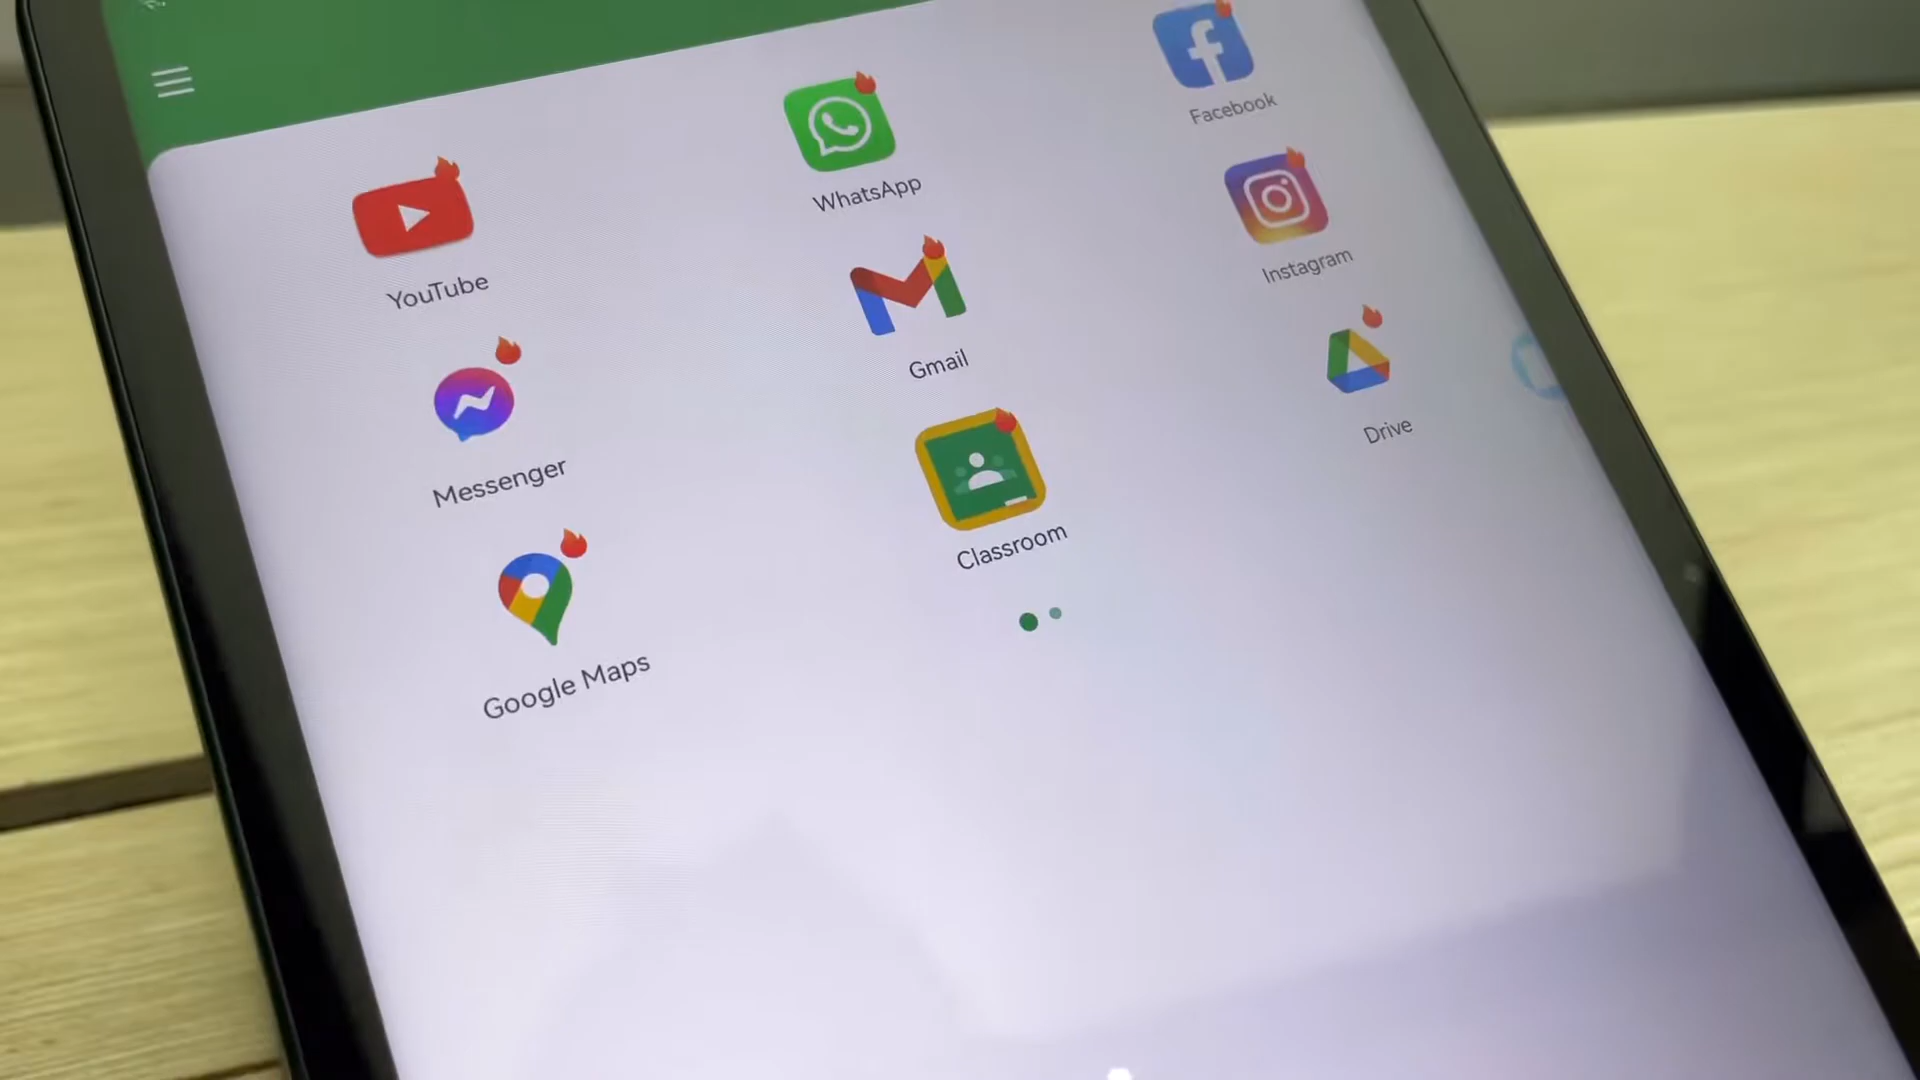 YouTube
WhatsApp
Facebook
Messenger
Gmail
Instagram
Google Maps
Classroom
Drive